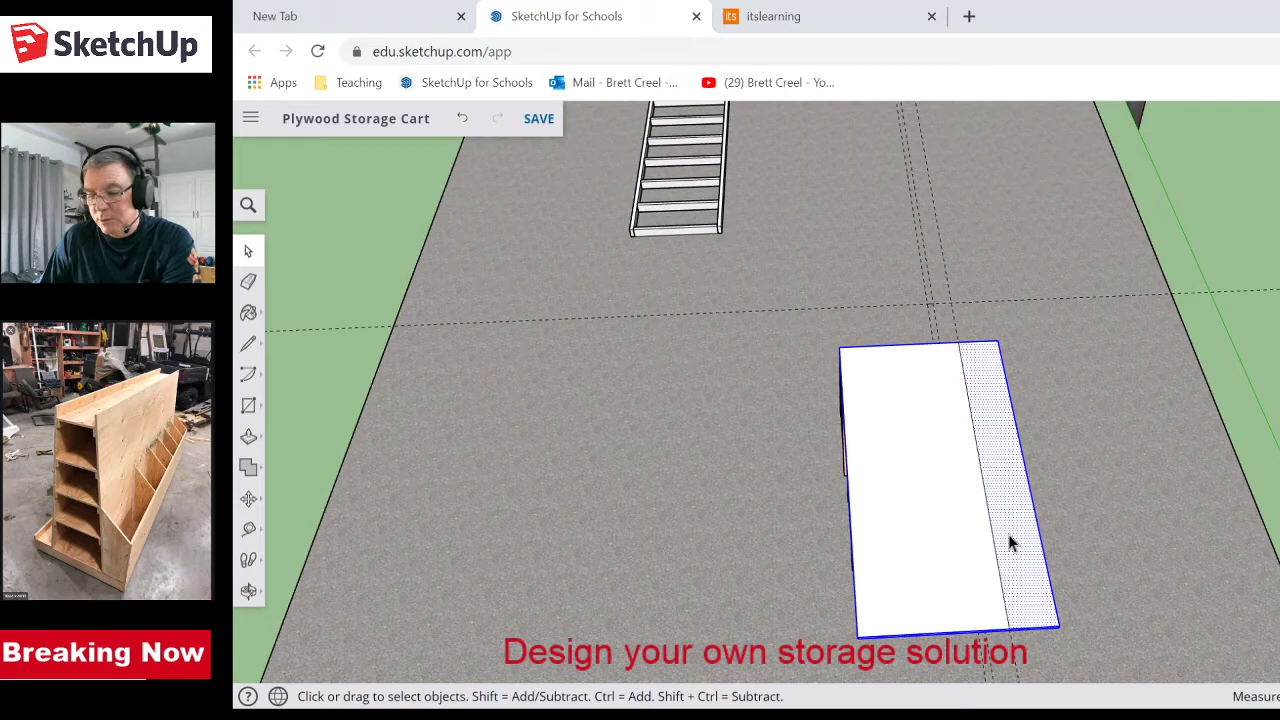 SketchUp
New Tab
SketchUp for Schools
its itslearning
edu.sketchup.com/app
Apps
Teaching
SketchUp for Schools
Mail - Brett Creel -...
(29) Brett Creel - Yo...
Plywood Storage Cart
SAVE
Breaking Now
Design your own storage solution
Click or drag to select objects. Shift = Add/Subtract. Ctrl = Add. Shift + Ctrl = Subtract.
Measure